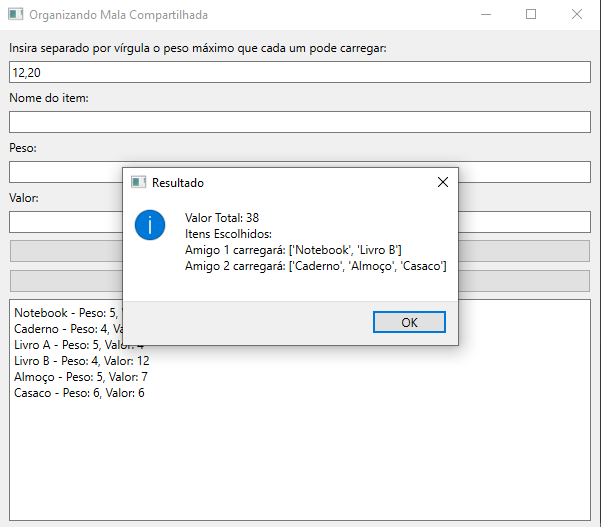 Organizando Mala Compartilhada
Insira separado por vírgula o peso máximo que cada um pode carregar:
12,20
Nome do item:
Peso:
Resultado
Valor:
Valor Total: 38
Itens Escolhidos:
Amigo 1 carregará: ['Notebook', 'Livro B']
Amigo 2 carregará: ['Caderno', 'Almoço', 'Casaco']
OK
Notebook - Peso: 5,
Caderno - Peso: 4,
Livro A - Peso: 5, Valor: 4
Livro B - Peso: 4, Valor: 12
Almoço - Peso: 5, Valor: 7
Casaco - Peso: 6, Valor: 6